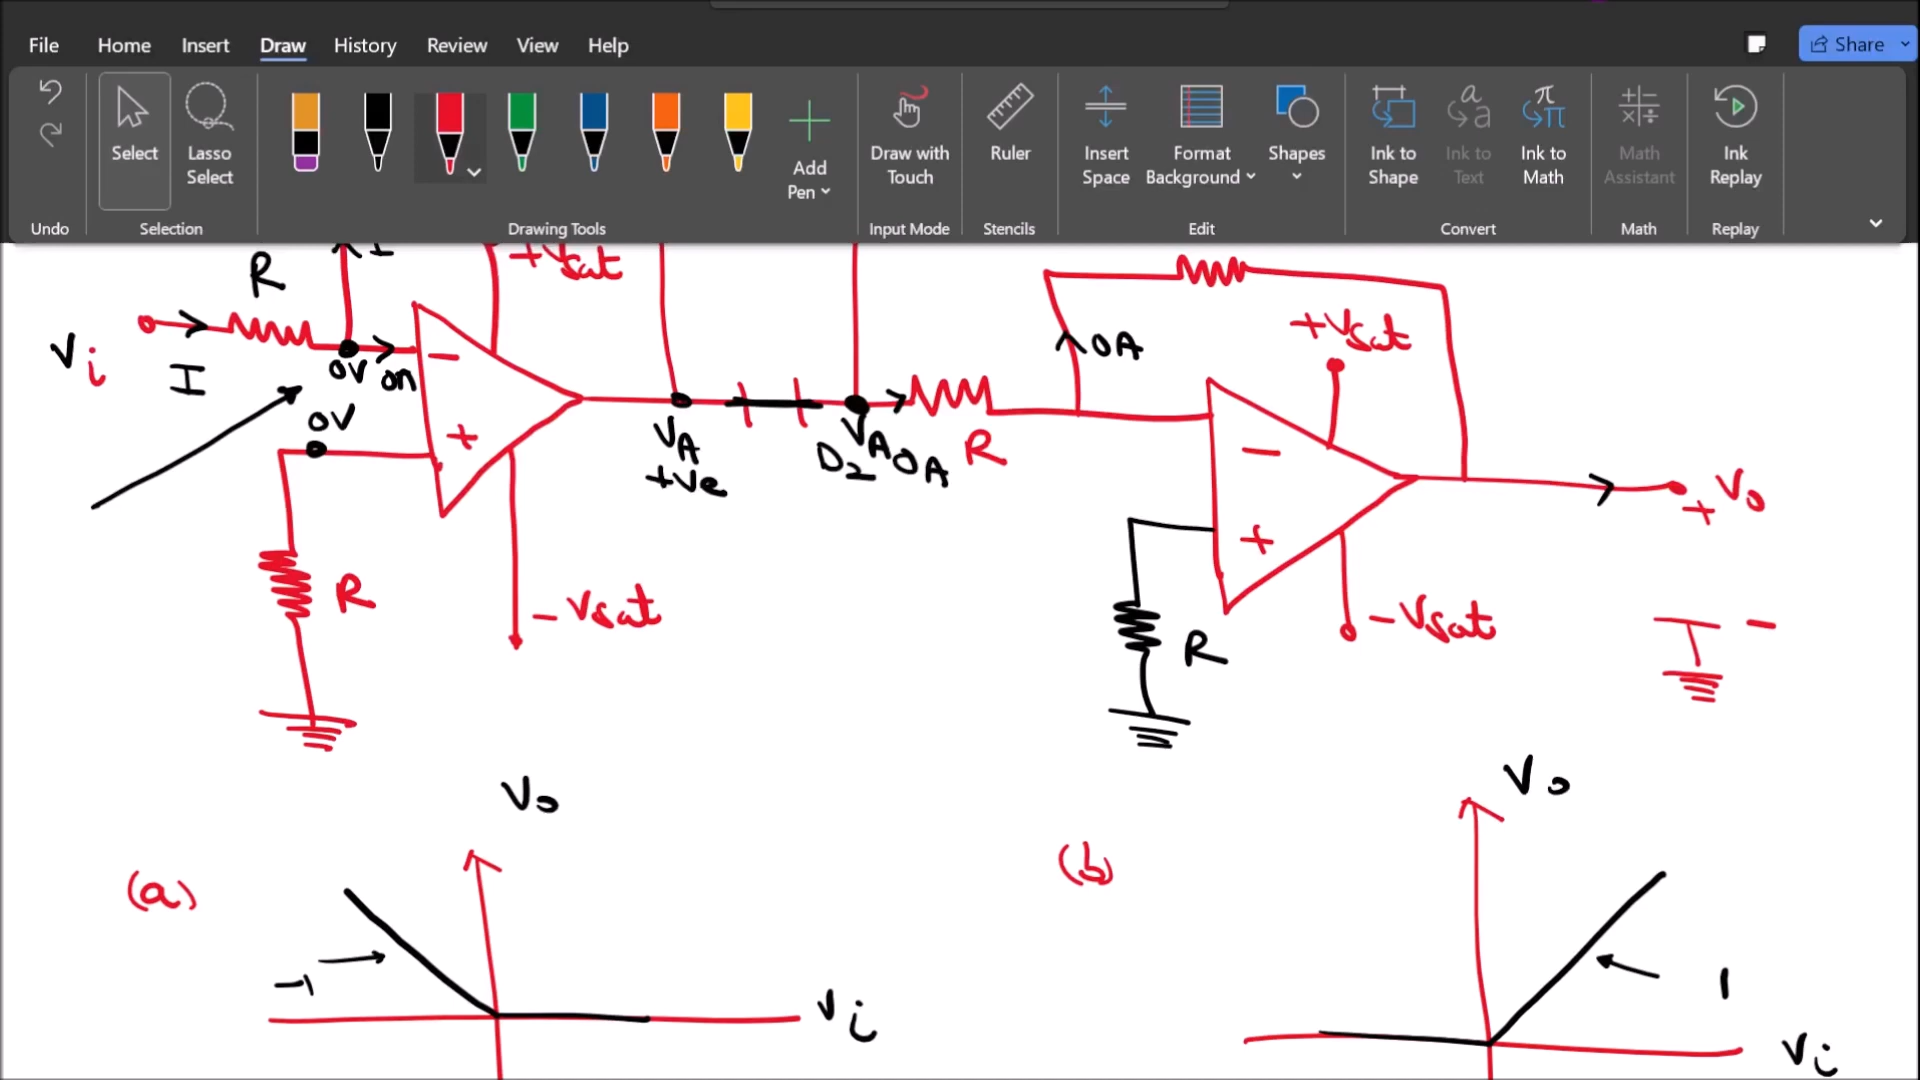 File Home Insert Draw History Review View Help Share
Select Lasso Select Add Pen Draw with Touch Ruler Insert Space Format Background Shapes Ink to Shape Ink to Text Ink to Math Math Assistant Ink Replay
Undo Selection Drawing Tools Input Mode Stencils Edit Convert Math Replay
R I +Vsat
Vi I 0V 0n −
0V +
R −Vsat
VA +ve
VA D2 0A R
0A +Vsat
− +
R −Vsat
+ Vo
−
Vo Vo
(a) (b)
-1 1
Vi Vi